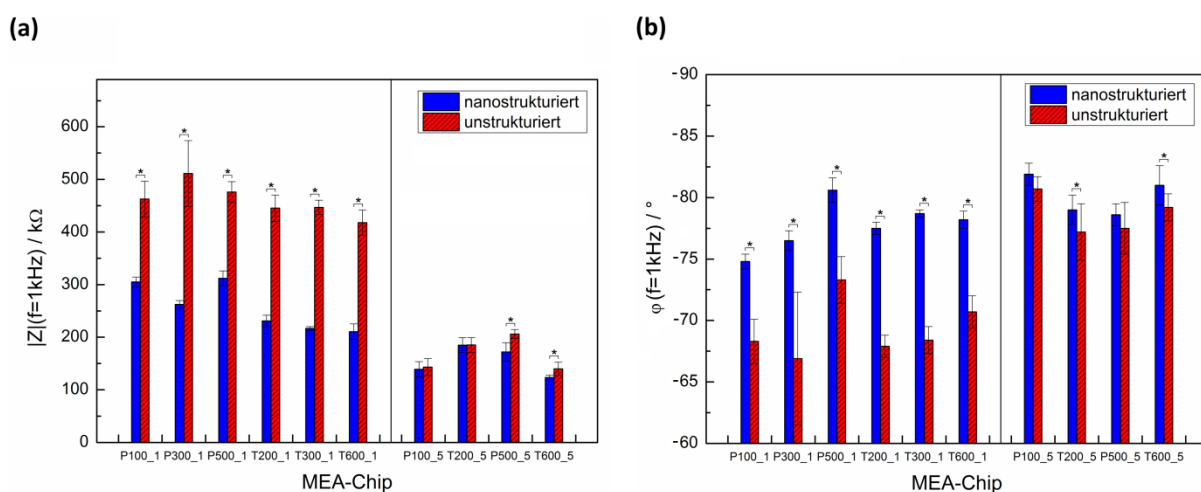 (a)
|Z|(f=1kHz) / kΩ
600
500
400
300
200
100
0
nanostrukturiert
unstrukturiert
* * * * * * * *
P100_1 P300_1 P500_1 T200_1 T300_1 T600_1 P100_5 T200_5 P500_5 T600_5
MEA-Chip
(b)
φ (f=1kHz) / °
-90
-85
-80
-75
-70
-65
-60
nanostrukturiert
unstrukturiert
* * * * * * * *
P100_1 P300_1 P500_1 T200_1 T300_1 T600_1 P100_5 T200_5 P500_5 T600_5
MEA-Chip